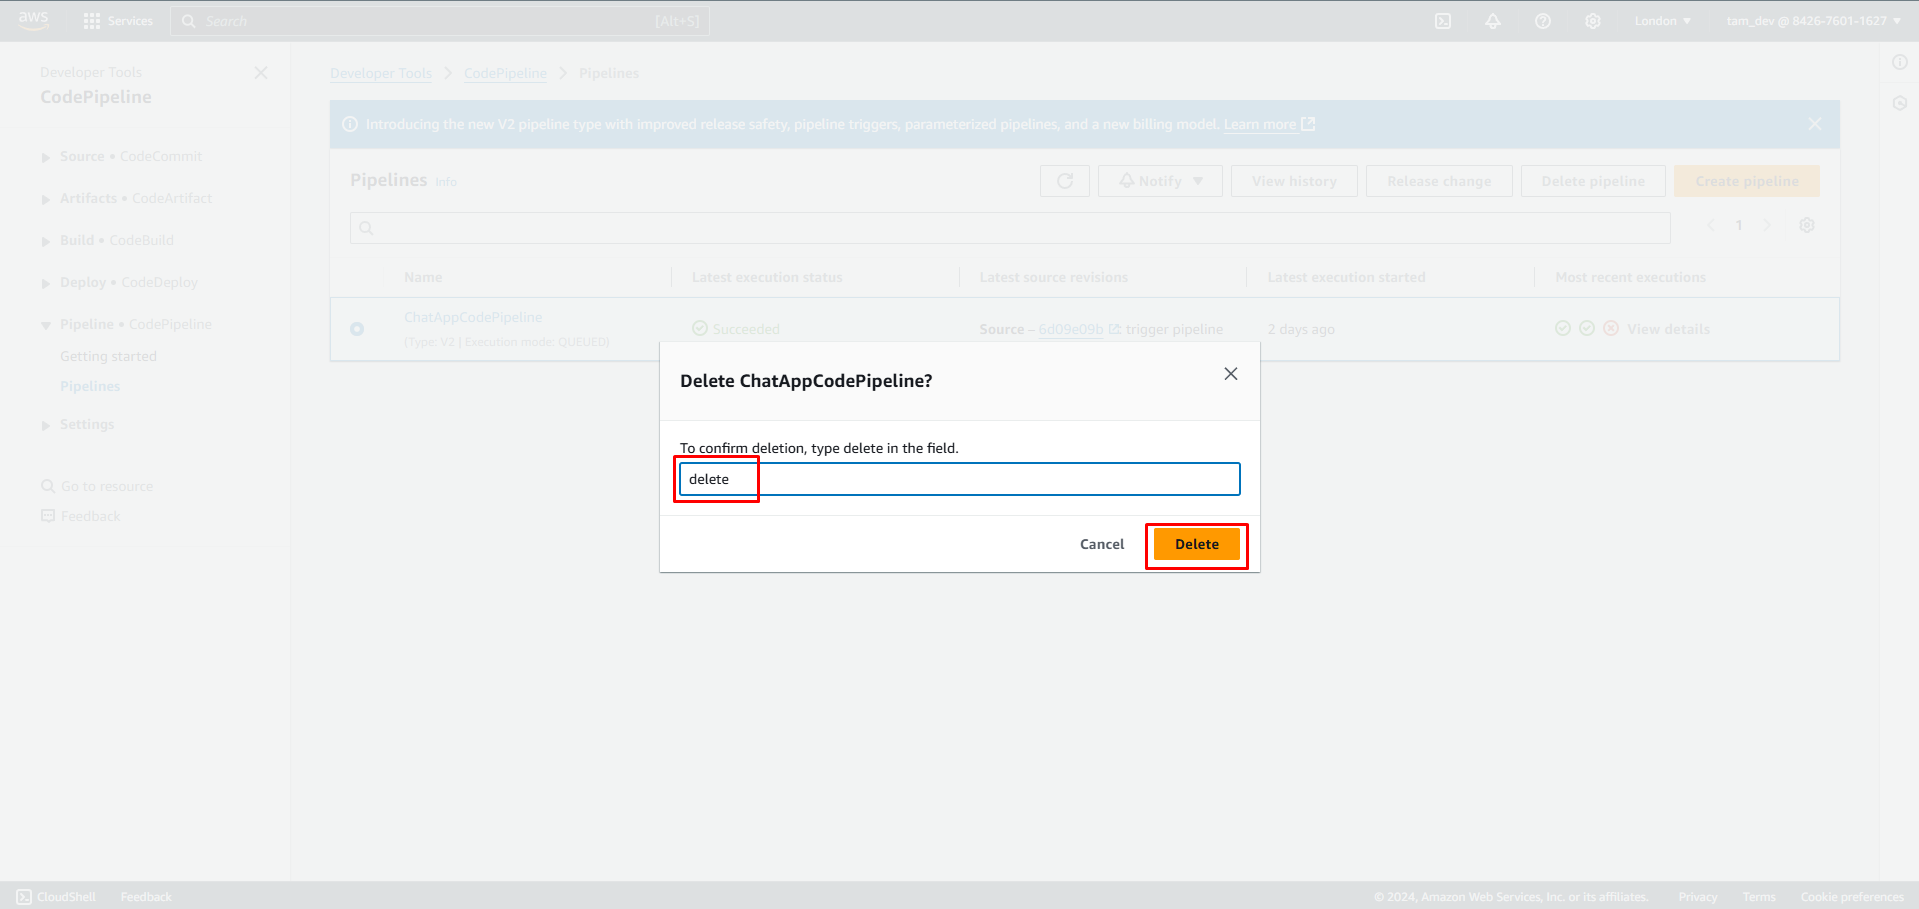 aws
Services
Search
[Alt+S]
London
tam_dev @ 8426-7601-1627
Developer Tools
CodePipeline
Source • CodeCommit
Artifacts • CodeArtifact
Build • CodeBuild
Deploy • CodeDeploy
Pipeline • CodePipeline
Getting started
Pipelines
Settings
Go to resource
Feedback
Developer Tools
CodePipeline
Pipelines
Introducing the new V2 pipeline type with improved release safety, pipeline triggers, parameterized pipelines, and a new billing model. Learn more
Pipelines Info
Notify
View history
Release change
Delete pipeline
Create pipeline
1
Name
Latest execution status
Latest source revisions
Latest execution started
Most recent executions
ChatAppCodePipeline
(Type: V2 | Execution mode: QUEUED)
Succeeded
Source – 6d09e09b : trigger pipeline
2 days ago
View details
Delete ChatAppCodePipeline?
To confirm deletion, type delete in the field.
delete
Cancel
Delete
CloudShell
Feedback
© 2024, Amazon Web Services, Inc. or its affiliates.
Privacy
Terms
Cookie preferences